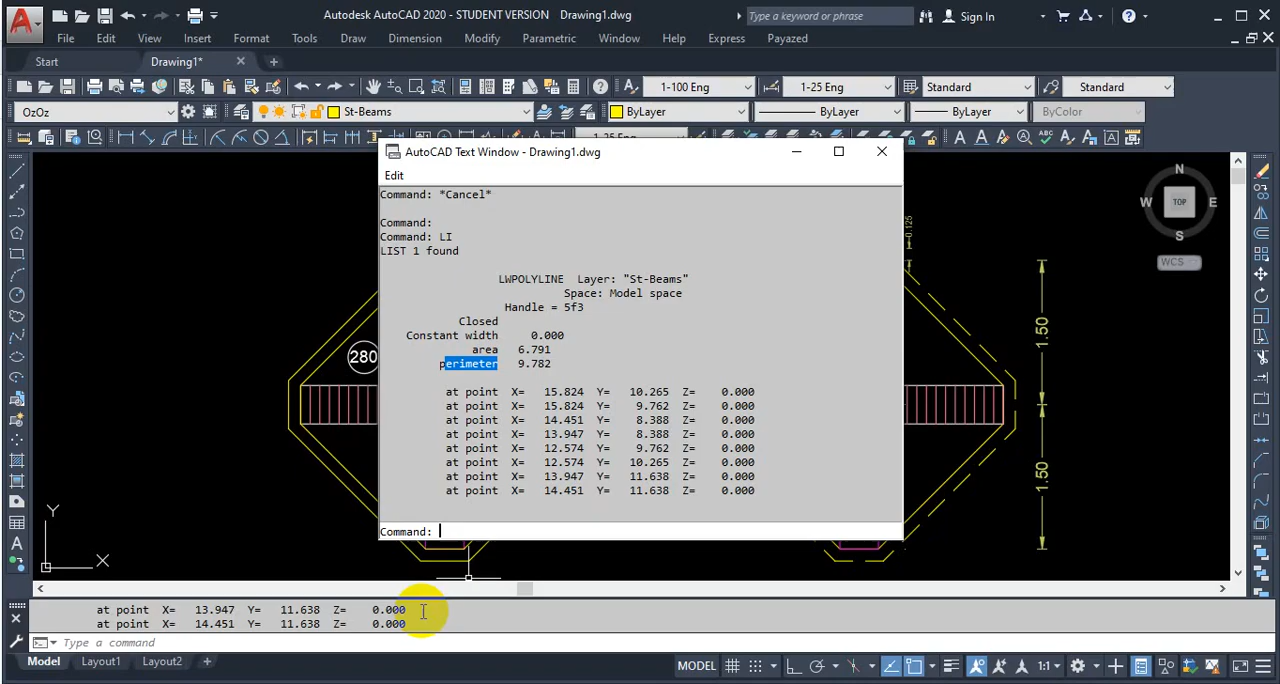 Autodesk AutoCAD 2020 - STUDENT VERSION Drawing1.dwg
Type a keyword or phrase
Sign In
File Edit View Insert Format Tools Draw Dimension Modify Parametric Window Help Express Payazed
Start Drawing1*
1-100 Eng 1-25 Eng Standard Standard
OzOz St-Beams ByLayer ByLayer ByLayer ByColor
AutoCAD Text Window - Drawing1.dwg
Edit
Command: *Cancel*
Command:
Command: LI
LIST 1 found
LWPOLYLINE Layer: "St-Beams"
Space: Model space
Handle = 5f3
Closed
Constant width 0.000
area 6.791
perimeter 9.782
at point X= 15.824 Y= 10.265 Z= 0.000
at point X= 15.824 Y= 9.762 Z= 0.000
at point X= 14.451 Y= 8.388 Z= 0.000
at point X= 13.947 Y= 8.388 Z= 0.000
at point X= 12.574 Y= 9.762 Z= 0.000
at point X= 12.574 Y= 10.265 Z= 0.000
at point X= 13.947 Y= 11.638 Z= 0.000
at point X= 14.451 Y= 11.638 Z= 0.000
Command:
280
0.125
1.50
1.50
N
W TOP E
S
WCS
Y
X
at point X= 13.947 Y= 11.638 Z= 0.000
at point X= 14.451 Y= 11.638 Z= 0.000
Type a command
Model Layout1 Layout2 +
MODEL 1:1